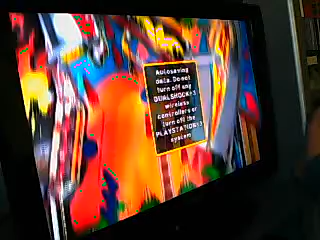 Autosaving
data. Do not
turn off any
DUALSHOCK®3
wireless
controllers or
turn off the
PLAYSTATION®3
system